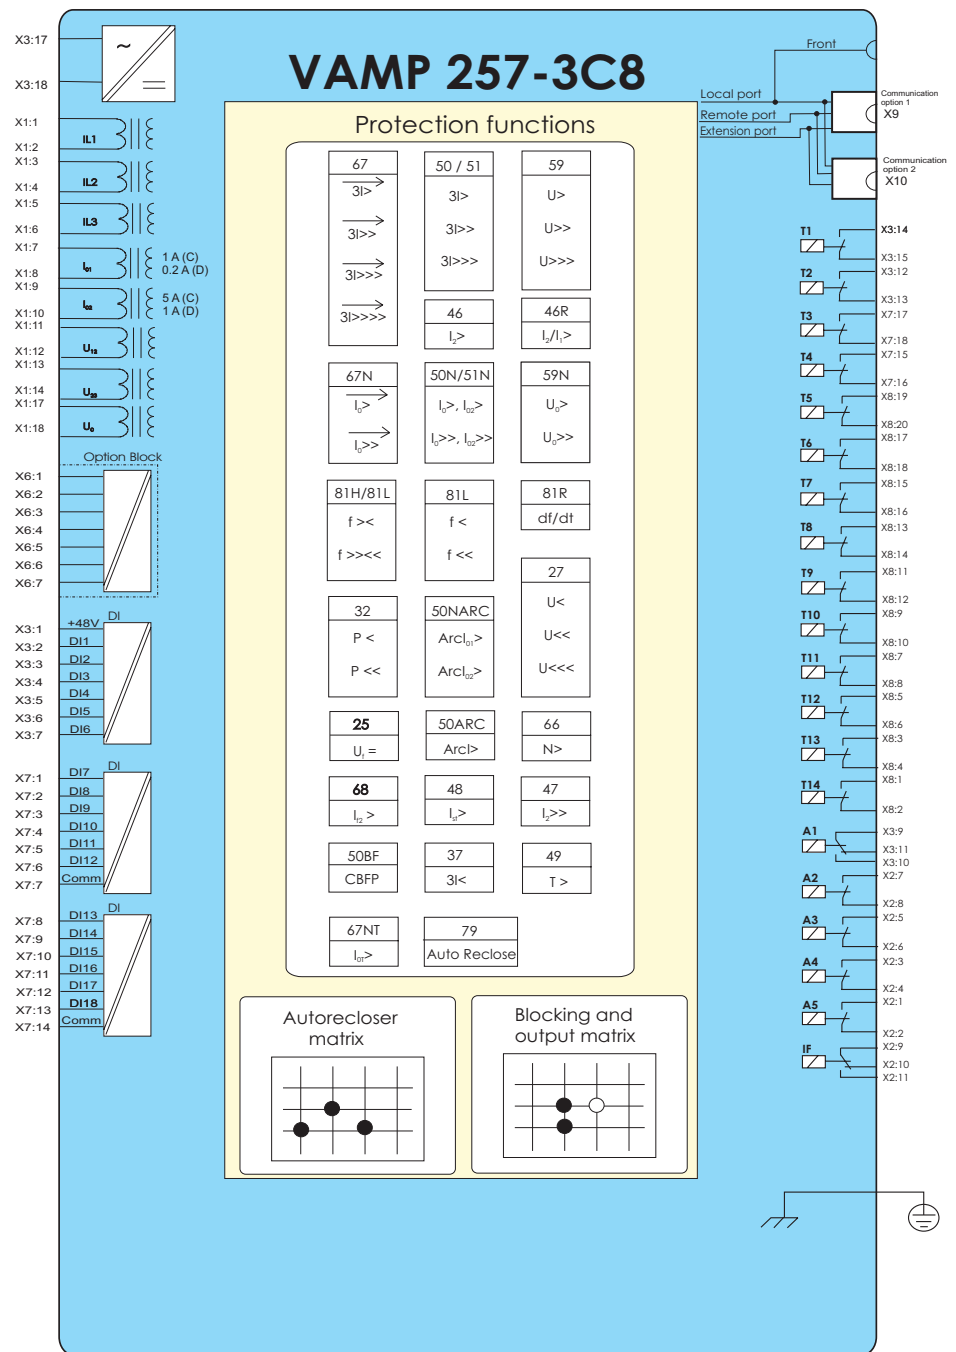 VAMP 257-3C8
X3:17
~
X3:18
X1:1
IL1
X1:2
X1:3
IL2
X1:4
X1:5
IL3
X1:6
X1:7
I01
1 A (C)
0.2 A (D)
X1:8
X1:9
I02
5 A (C)
1 A (D)
X1:10
X1:11
U12
X1:12
X1:13
X1:14
U23
X1:17
U0
X1:18
Option Block
X6:1
X6:2
X6:3
X6:4
X6:5
X6:6
X6:7
DI
X3:1 +48V
X3:2 DI1
X3:3 DI2
X3:4 DI3
X3:5 DI4
X3:6 DI5
X3:7 DI6
DI
X7:1 DI7
X7:2 DI8
X7:3 DI9
X7:4 DI10
X7:5 DI11
X7:6 DI12
X7:7 Comm
DI
X7:8 DI13
X7:9 DI14
X7:10 DI15
X7:11 DI16
X7:12 DI17
X7:13 DI18
X7:14 Comm
Protection functions
67
3I>
3I>>
3I>>>
3I>>>>
50 / 51
3I>
3I>>
3I>>>
59
U>
U>>
U>>>
46
I2>
46R
I2/I1>
67N
I0>
I0>>
50N/51N
I0>, I02>
I0>>, I02>>
59N
U0>
U0>>
81H/81L
f ><
f >><<
81L
f <
f <<
81R
df/dt
27
U<
U<<
U<<<
32
P <
P <<
50NARC
ArcI01>
ArcI02>
25
Uf =
50ARC
ArcI>
66
N>
68
If2 >
48
Ist>
47
I2>>
50BF
CBFP
37
3I<
49
T >
67NT
I0T>
79
Auto Reclose
Autorecloser
matrix
Blocking and
output matrix
Front
Local port
Remote port
Extension port
Communication
option 1
X9
Communication
option 2
X10
T1
X3:14
X3:15
T2
X3:12
X3:13
T3
X7:17
X7:18
T4
X7:15
X7:16
T5
X8:19
X8:20
T6
X8:17
X8:18
T7
X8:15
X8:16
T8
X8:13
X8:14
T9
X8:11
X8:12
T10
X8:9
X8:10
T11
X8:7
X8:8
T12
X8:5
X8:6
T13
X8:3
X8:4
T14
X8:1
X8:2
A1
X3:9
X3:11
X3:10
A2
X2:7
X2:8
A3
X2:5
X2:6
A4
X2:3
X2:4
A5
X2:1
X2:2
IF
X2:9
X2:10
X2:11